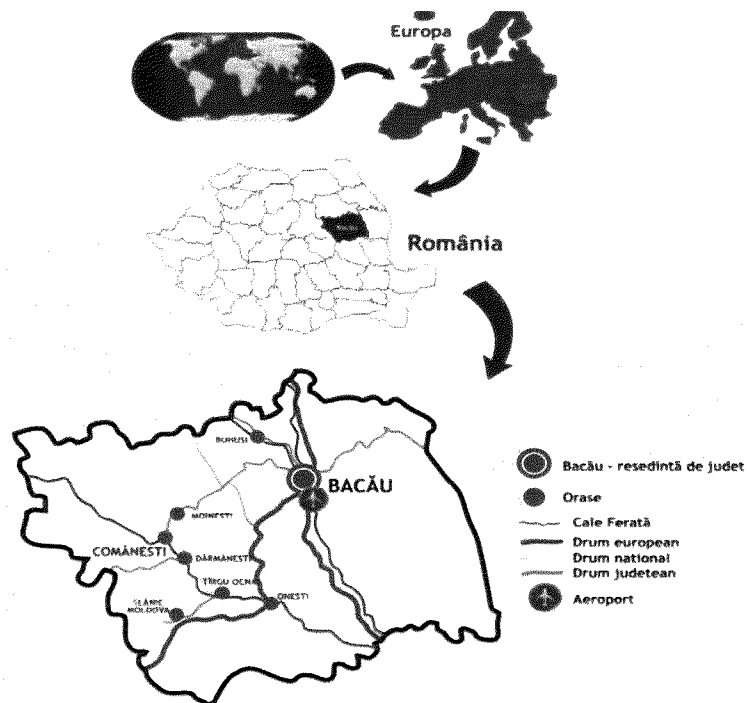 Europa
România
BUHUSI
BACĂU
MOINESTI
COMĂNESTI
DĂRMĂNESTI
TÎRGU OCNA
SLĂNIC
MOLDOVA
ONESTI
Bacău - resedintă de judet
Orase
Cale Ferată
Drum european
Drum national
Drum judetean
Aeroport